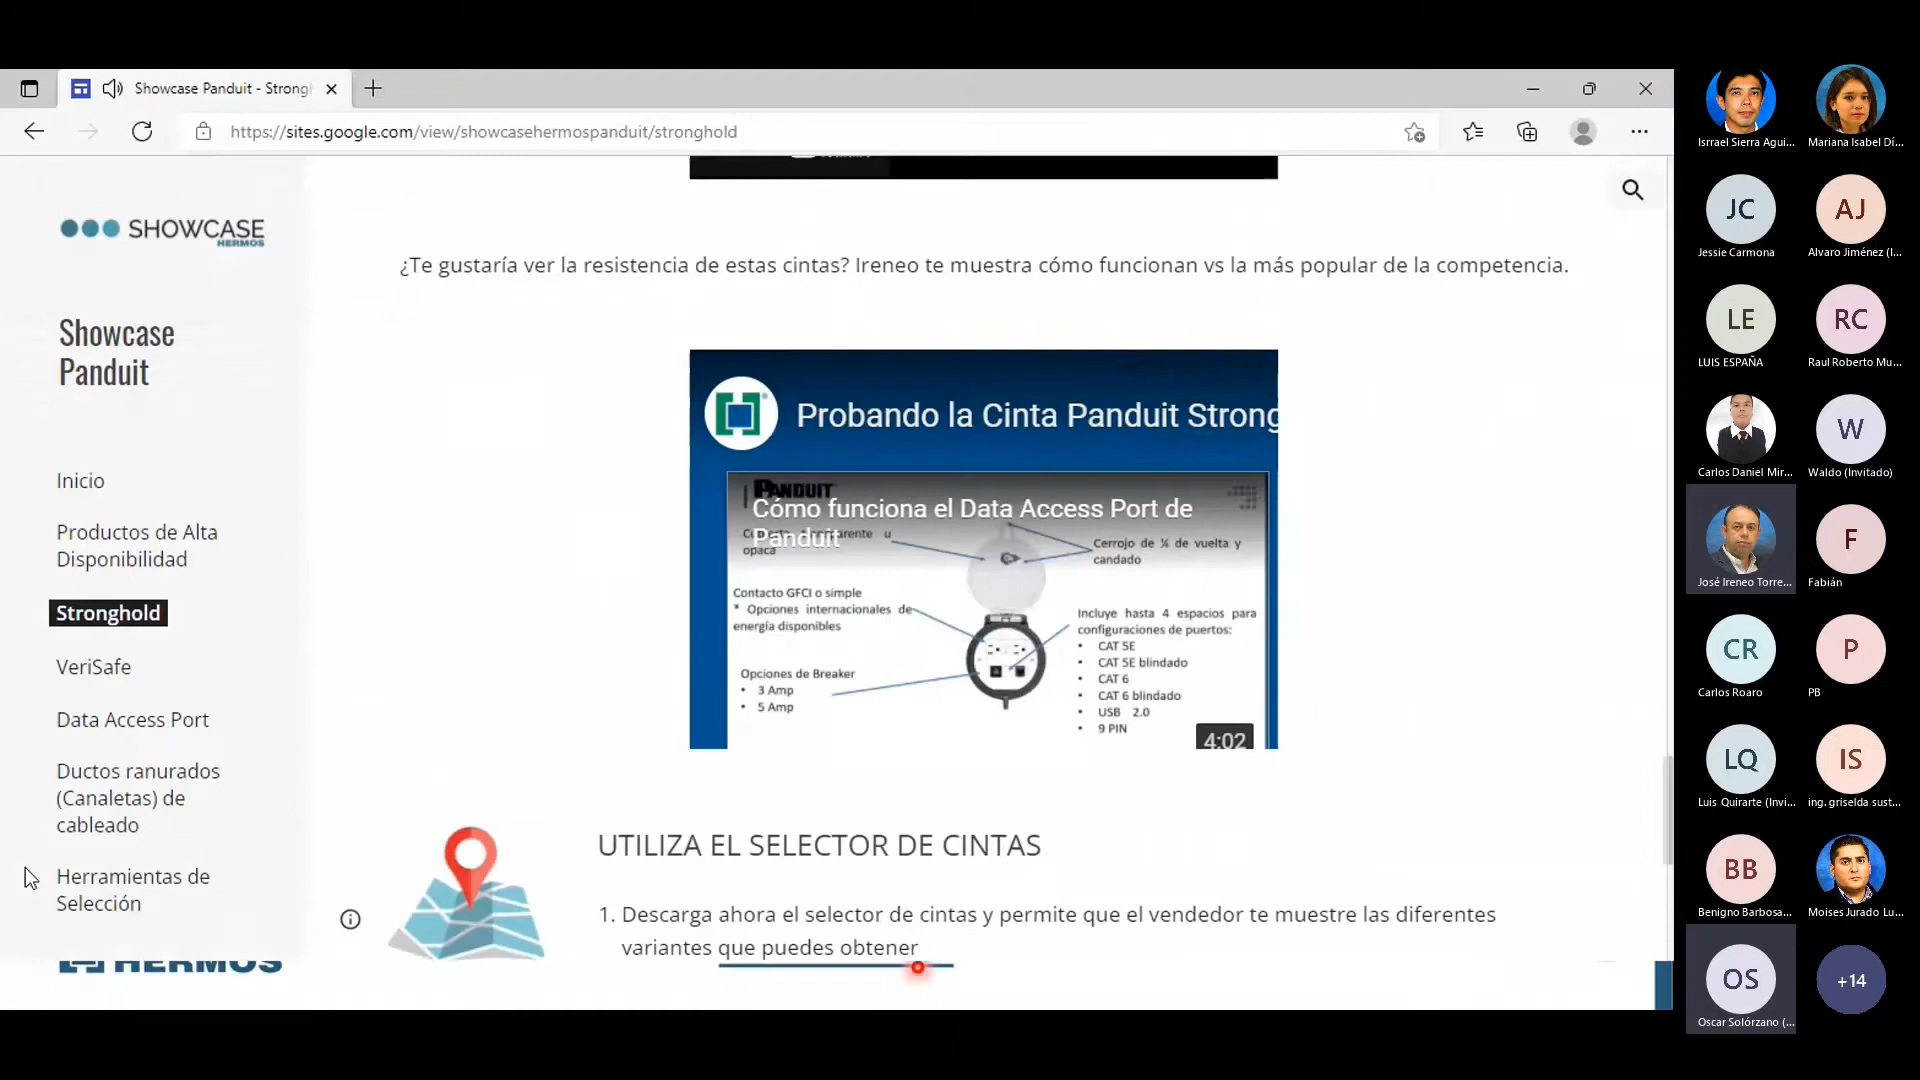 Showcase Panduit - Strong
https://sites.google.com/view/showcasehermospanduit/stronghold
SHOWCASE
HERMOS
Showcase
Panduit
Inicio
Productos de Alta
Disponibilidad
Stronghold
VeriSafe
Data Access Port
Ductos ranurados
(Canaletas) de
cableado
Herramientas de
Selección
HERMOS
¿Te gustaría ver la resistencia de estas cintas? Ireneo te muestra cómo funcionan vs la más popular de la competencia.
Probando la Cinta Panduit Strong
PANDUIT
Cómo funciona el Data Access Port de
Panduit
opaca
Cerrojo de ¼ de vuelta y
candado
Contacto GFCI o simple
* Opciones internacionales de
energía disponibles
Opciones de Breaker
• 3 Amp
• 5 Amp
Incluye hasta 4 espacios para
configuraciones de puertos:
• CAT 5E
• CAT 5E blindado
• CAT 6
• CAT 6 blindado
• USB 2.0
• 9 PIN
4:02
UTILIZA EL SELECTOR DE CINTAS
1. Descarga ahora el selector de cintas y permite que el vendedor te muestre las diferentes
variantes que puedes obtener
Isrrael Sierra Agui...
Mariana Isabel Dí...
JC
Jessie Carmona
AJ
Alvaro Jiménez (I...
LE
LUIS ESPAÑA
RC
Raul Roberto Mu...
Carlos Daniel Mir...
W
Waldo (Invitado)
José Ireneo Torre...
F
Fabián
CR
Carlos Roaro
P
PB
LQ
Luis Quirarte (Invi...
IS
ing. griselda sust...
BB
Benigno Barbosa...
Moises Jurado Lu...
OS
Oscar Solórzano (...
+14